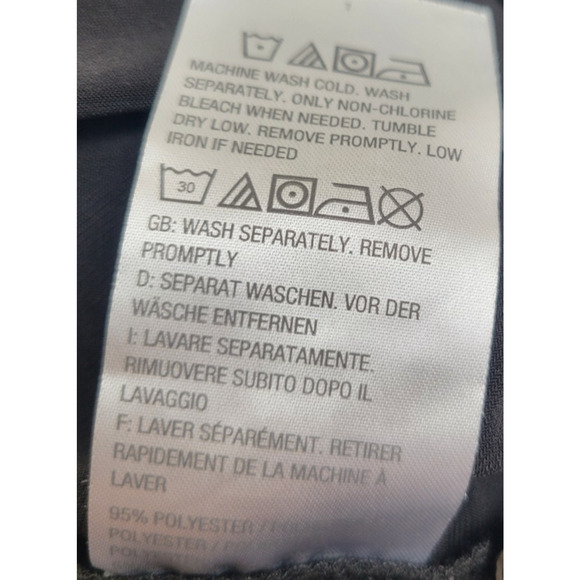 MACHINE WASH COLD. WASH
SEPARATELY. ONLY NON-CHLORINE
BLEACH WHEN NEEDED. TUMBLE
DRY LOW. REMOVE PROMPTLY. LOW
IRON IF NEEDED
30
GB: WASH SEPARATELY. REMOVE
PROMPTLY
D: SEPARAT WASCHEN. VOR DER
WÄSCHE ENTFERNEN
I: LAVARE SEPARATAMENTE.
RIMUOVERE SUBITO DOPO IL
LAVAGGIO
F: LAVER SÉPARÉMENT. RETIRER
RAPIDEMENT DE LA MACHINE À
LAVER
95% POLYESTER /
POLIESTER /